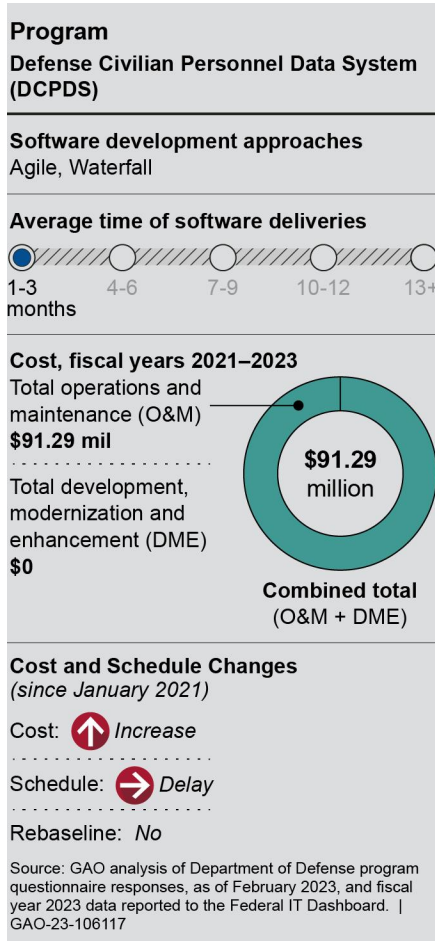 Program
Defense Civilian Personnel Data System
(DCPDS)
Software development approaches
Agile, Waterfall
Average time of software deliveries
1-3 4-6 7-9 10-12 13+
months
Cost, fiscal years 2021–2023
Total operations and
maintenance (O&M)
$91.29 mil
Total development,
modernization and
enhancement (DME)
$0
$91.29
million
Combined total
(O&M + DME)
Cost and Schedule Changes
(since January 2021)
Cost: Increase
Schedule: Delay
Rebaseline: No
Source: GAO analysis of Department of Defense program
questionnaire responses, as of February 2023, and fiscal
year 2023 data reported to the Federal IT Dashboard. |
GAO-23-106117